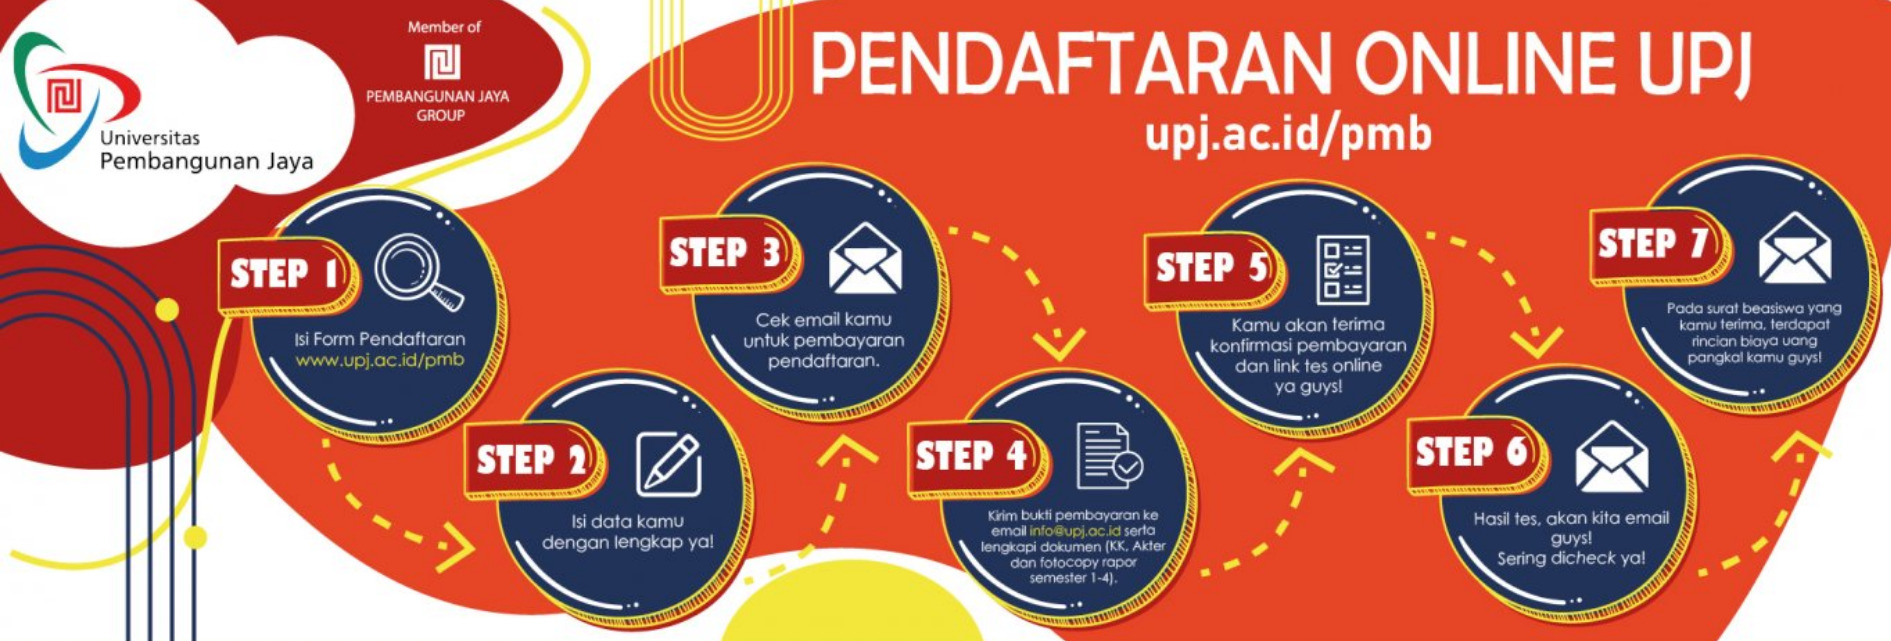 Universitas
Pembangunan Jaya
Member of
PEMBANGUNAN JAYA
GROUP
PENDAFTARAN ONLINE UPJ
upj.ac.id/pmb
STEP 1
Isi Form Pendaftaran
www.upj.ac.id/pmb
STEP 2
Isi data kamu
dengan lengkap ya!
STEP 3
Cek email kamu
untuk pembayaran
pendaftaran.
STEP 4
Kirim bukti pembayaran ke
email info@upj.ac.id serta
lengkapi dokumen (KK, Akter
dan fotocopy rapor
semester 1-4).
STEP 5
Kamu akan terima
konfirmasi pembayaran
dan link tes online
ya guys!
STEP 6
Hasil tes, akan kita email
guys!
Sering dicheck ya!
STEP 7
Pada surat beasiswa yang
kamu terima, terdapat
rincian biaya uang
pangkal kamu guys!